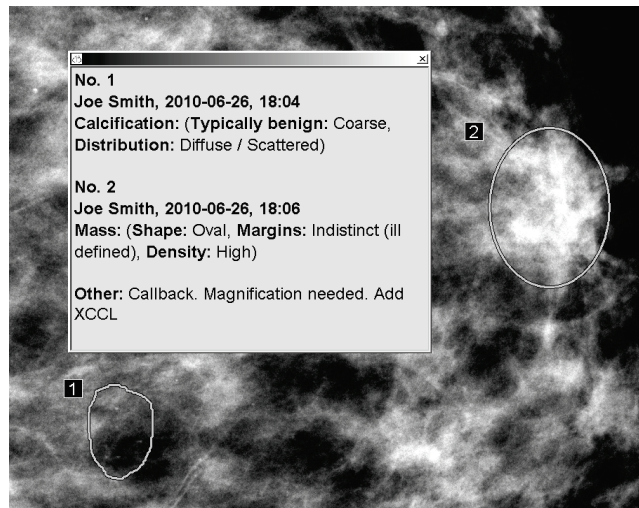 No. 1
Joe Smith, 2010-06-26, 18:04
Calcification: (Typically benign: Coarse,
Distribution: Diffuse / Scattered)
No. 2
Joe Smith, 2010-06-26, 18:06
Mass: (Shape: Oval, Margins: Indistinct (ill
defined), Density: High)
Other: Callback. Magnification needed. Add
XCCL
2
1